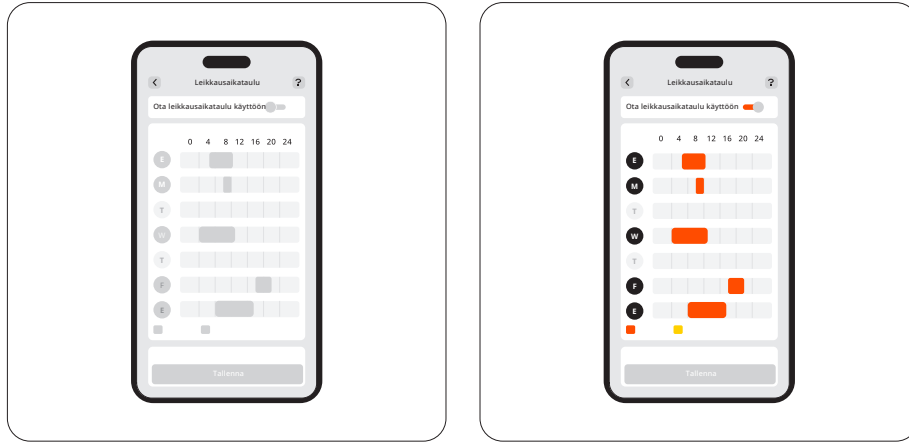 Leikkausaikataulu ?
Ota leikkausaikataulu käyttöön
0 4 8 12 16 20 24
E
M
T
W
T
F
E
Tallenna
Leikkausaikataulu ?
Ota leikkausaikataulu käyttöön
0 4 8 12 16 20 24
E
M
T
W
T
F
E
Tallenna